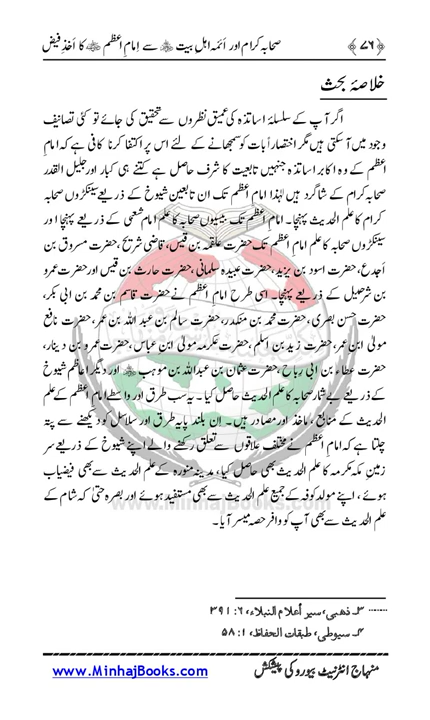 ﴿۷۶﴾ صحابہ کرام اور ائمہ اہل بیت ﷺ سے امامِ اعظم ﷺ کا اخذِ فیض
خلاصۂ بحث
اگر آپ کے سلسلۂ اساتذہ کی عمیق نظروں سے تحقیق کی جائے تو کئی تصانیف
وجود میں آ سکتی ہیں مگر اختصاراً بات کو سمجھانے کے لئے اس پر اکتفا کرنا کافی ہے کہ امامِ
اعظم کے وہ اکابر اساتذہ جنہیں تابعیت کا شرف حاصل ہے کتنے ہی کبار اور جلیل القدر
صحابہ کرام کے شاگرد ہیں لہٰذا امام اعظم تک ان تابعین شیوخ کے ذریعے سینکڑوں صحابہ
کرام کا علم الحدیث پہنچا۔ امام اعظم تک بیسیوں صحابہ کا علم امام شعبی کے ذریعے پہنچا اور
سینکڑوں صحابہ کا علم امام اعظم تک حضرت علقمہ بن قیس، قاضی شریح، حضرت مسروق بن
اجدع، حضرت اسود بن یزید، حضرت عبیدہ سلمانی، حضرت حارث بن قیس اور حضرت عمرو
بن شرحبیل کے ذریعے پہنچا۔ اسی طرح امام اعظم نے حضرت قاسم بن محمد بن ابی بکر،
حضرت حسن بصری، حضرت محمد بن منکدر، حضرت سالم بن عبد اللہ بن عمر، حضرت نافع
مولیٰ ابن عمر، حضرت زید بن اسلم، حضرت عکرمہ مولیٰ ابن عباس، حضرت عمرو بن دینار،
حضرت عطاء بن ابی رباح، حضرت عثمان بن عبد اللہ بن موہب اور دیگر اعاظم شیوخ
کے ذریعے بے شمار صحابہ کا علم الحدیث حاصل کیا۔ یہ سب طرق اور واسطے امام اعظم کے علم
الحدیث کے منابع، مآخذ اور مصادر ہیں۔ اِن بلند پایہ طرق اور سلاسل کو دیکھنے سے پتہ
چلتا ہے کہ امام اعظم نے مختلف علاقوں سے تعلق رکھنے والے اپنے شیوخ کے ذریعے سر
زمینِ مکہ مکرمہ کا علم الحدیث بھی حاصل کیا، مدینہ منورہ کے علم الحدیث سے بھی فیضیاب
ہوئے، اپنے مولد کوفہ کے جمیع علم الحدیث سے بھی مستفید ہوئے اور بصرہ حتیٰ کہ شام کے
علم الحدیث سے بھی آپ کو وافر حصہ میسر آیا۔
www.MinhajBooks.com
------- ۳۔ ذھبی، سیر أعلام النبلاء، ۶: ۳۹۱
۴۔ سیوطی، طبقات الحفاظ، ۱: ۵۸
منہاج انٹرنیٹ بیورو کی پیشکش www.MinhajBooks.com